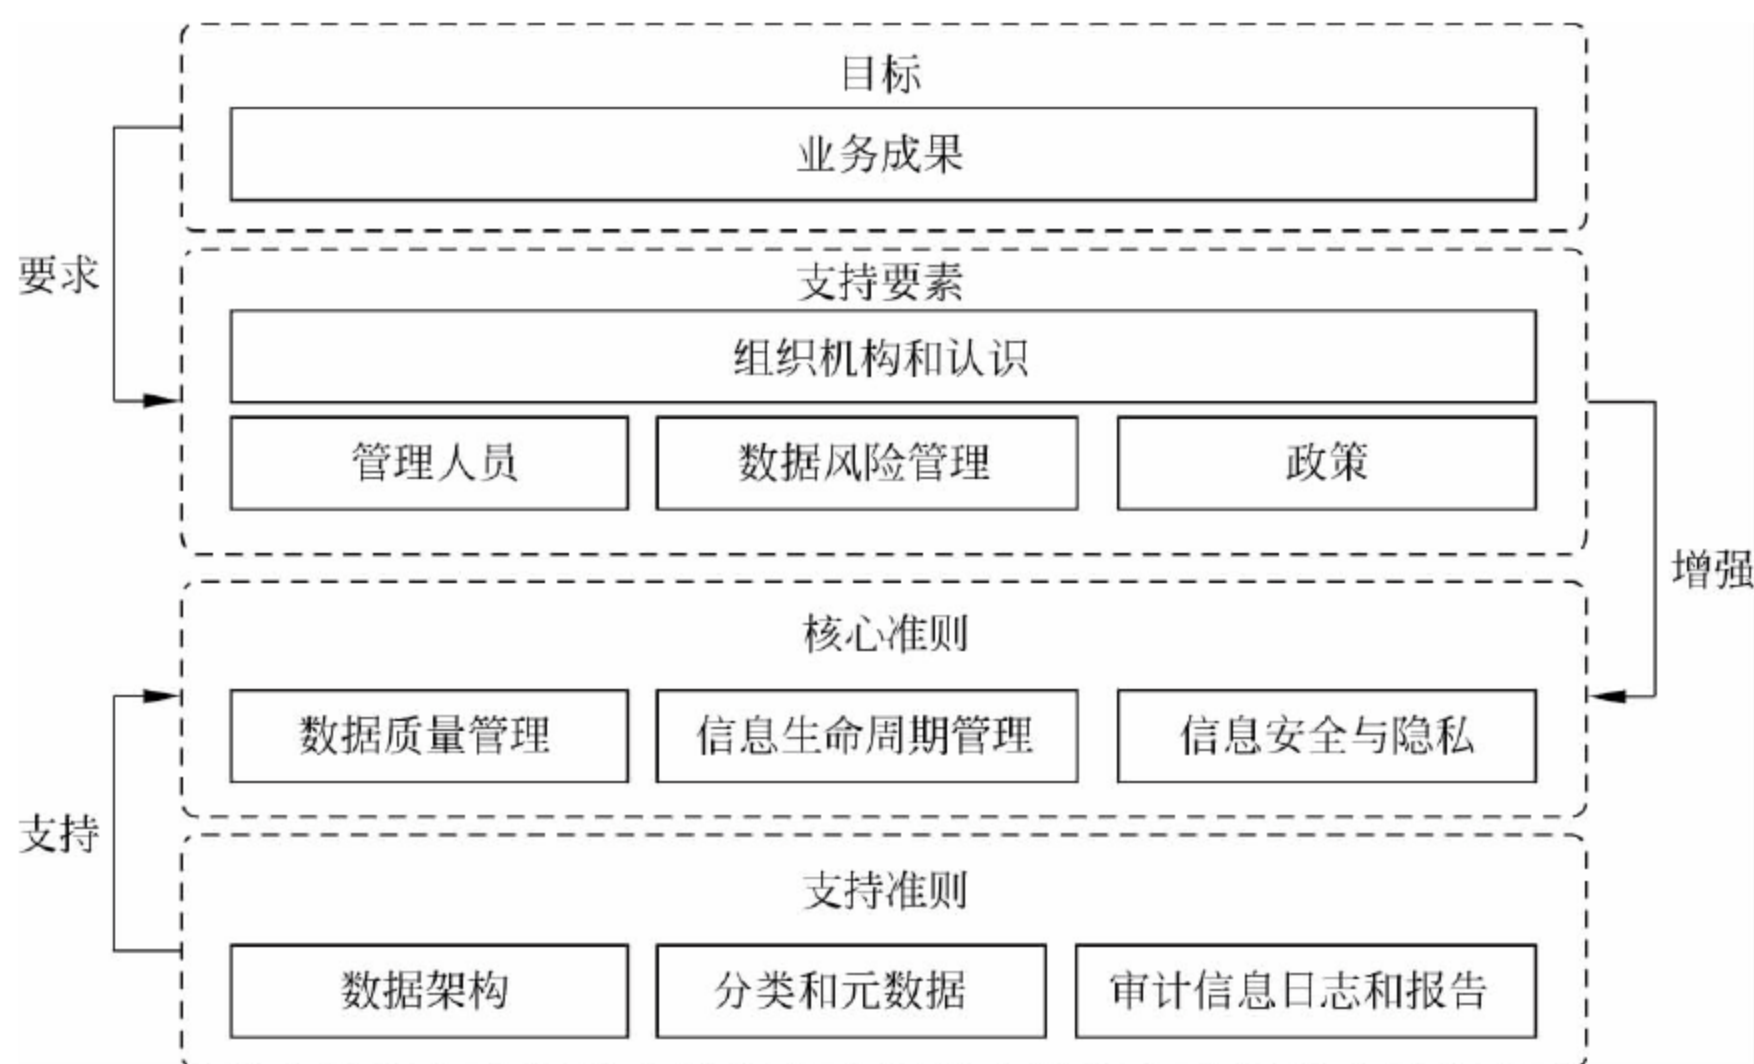 目标
业务成果
要求
支持要素
组织机构和认识
管理人员
数据风险管理
政策
增强
核心准则
数据质量管理
信息生命周期管理
信息安全与隐私
支持
支持准则
数据架构
分类和元数据
审计信息日志和报告